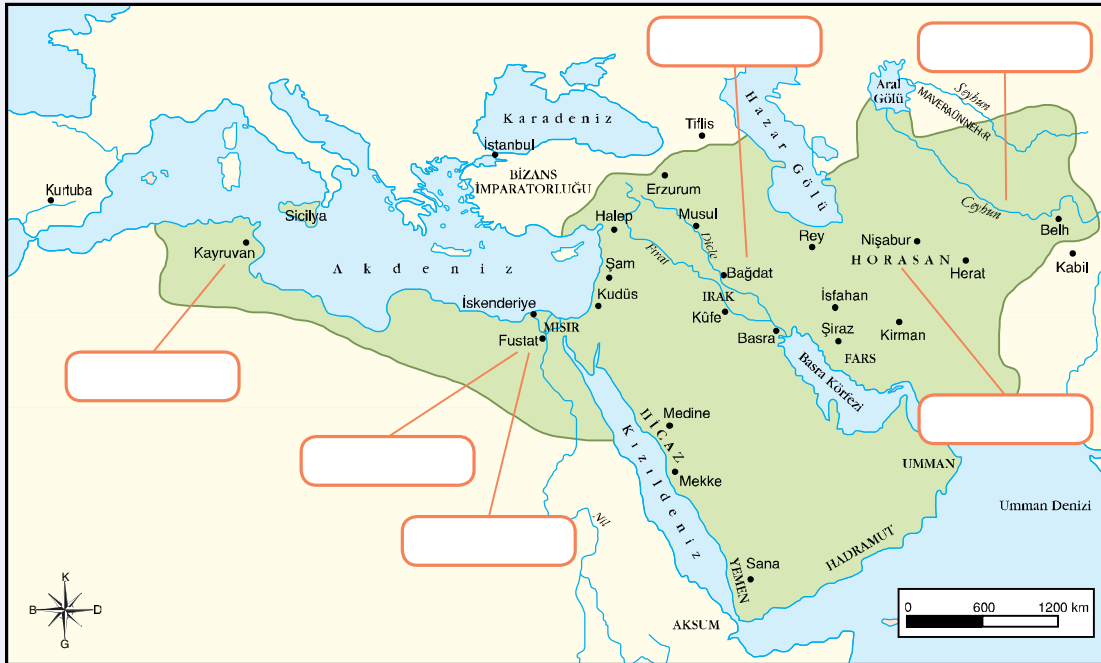 Aral
Gölü
Seyhun
MAVERAÜNNEHİR
Hazar Gölü
Karadeniz
Tiflis
İstanbul
BİZANS
İMPARATORLUĞU
Erzurum
Kurtuba
Ceyhun
Sicilya
Halep
Musul
Belh
Kayruvan
Dicle
Rey
Nişabur
HORASAN
Fırat
Kabil
Akdeniz
Şam
Bağdat
Herat
Kudüs
IRAK
İsfahan
İskenderiye
Kûfe
MISIR
Basra
Şiraz
Kirman
Fustat
FARS
Basra Körfezi
Medine
HİCAZ
Kızıldeniz
Mekke
UMMAN
Umman Denizi
Nil
HADRAMUT
Sana
YEMEN
AKSUM
K
B
D
G
0 600 1200 km